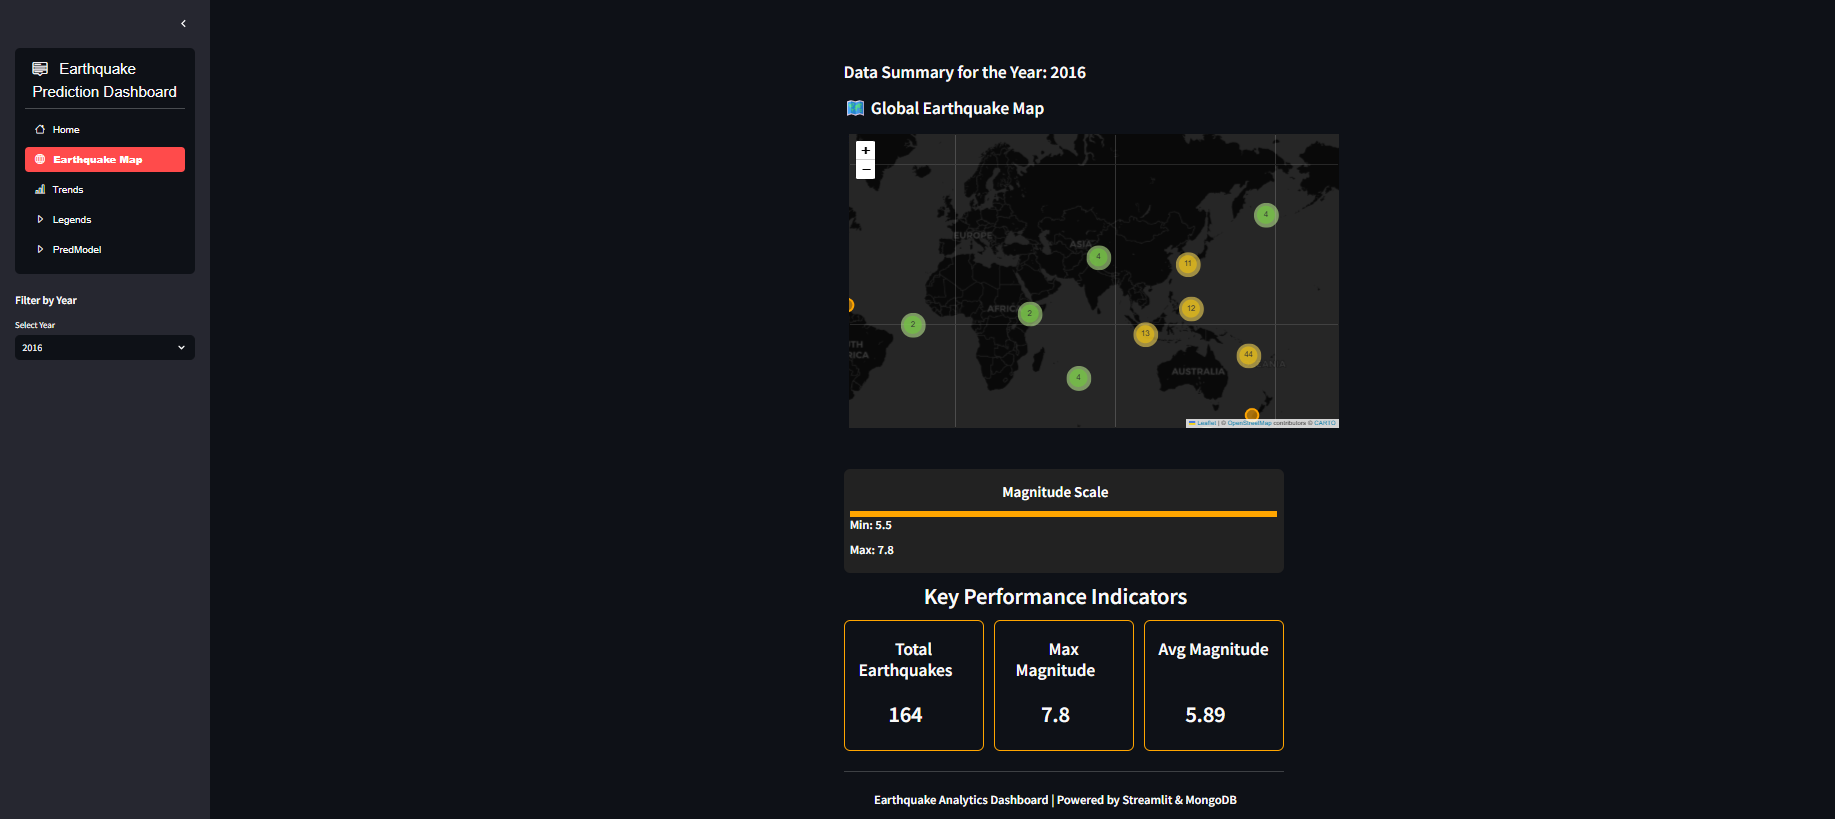 Earthquake
Prediction Dashboard
Home
Earthquake Map
Trends
Legends
PredModel
Filter by Year
Select Year
2016
Data Summary for the Year: 2016
Global Earthquake Map
+
−
EUROPE
ASIA
AFRIC
UTH
RICA
AUSTRALIA
4
4
11
12
2
2
13
44
4
Leaflet | © OpenStreetMap contributors © CARTO
Magnitude Scale
Min: 5.5
Max: 7.8
Key Performance Indicators
Total
Earthquakes
164
Max
Magnitude
7.8
Avg Magnitude
5.89
Earthquake Analytics Dashboard | Powered by Streamlit & MongoDB